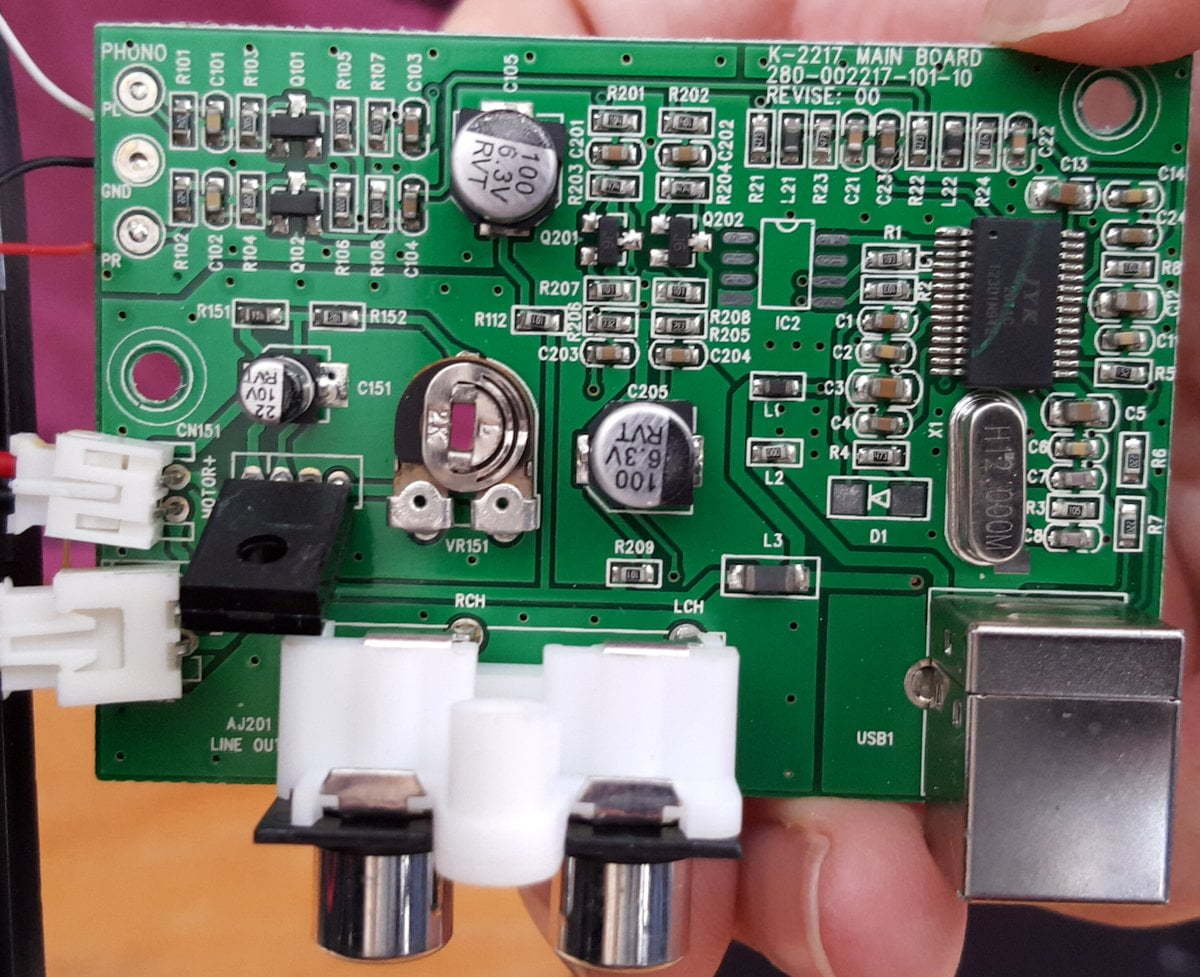 PHONO
R101
C101
R103
Q101
R105
R107
C103
C105
K-2217 MAIN BOARD
280-002217-101-10
REVISE: 00
PL
GND
PR
R102
C102
R104
Q102
R106
R108
C104
100
6.3V
RVT
R201
R202
C201
C202
R203
R204
Q201
Q202
R21
L21
R23
C21
C23
R22
L22
R24
C22
C13
C14
C24
R8
C12
C11
R5
R1
R2
IC2
C1
C2
C3
C4
R4
R207
R206
R208
R205
R112
C203
C204
R151
R152
22
10V
RVT
C151
CN151
MOTOR+
2K
VR151
C205
100
6.3V
RVT
L1
L2
L3
D1
X1
H12.000M
C5
C6
C7
R3
C8
R6
R7
R209
RCH
LCH
AJ201
LINE OUT
USB1